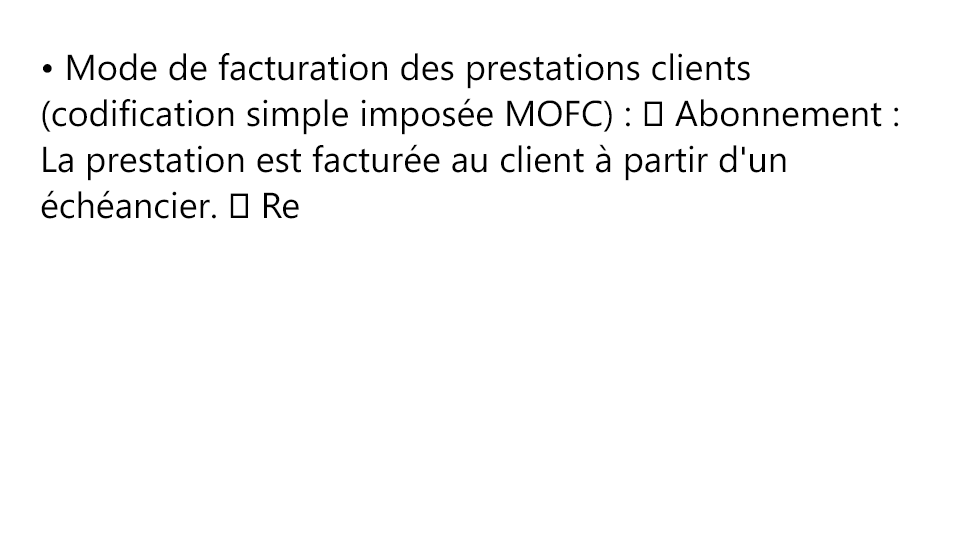 • Mode de facturation des prestations clients
(codification simple imposée MOFC) : 
La prestation est facturée au client à partir d'un
échéancier.  Re